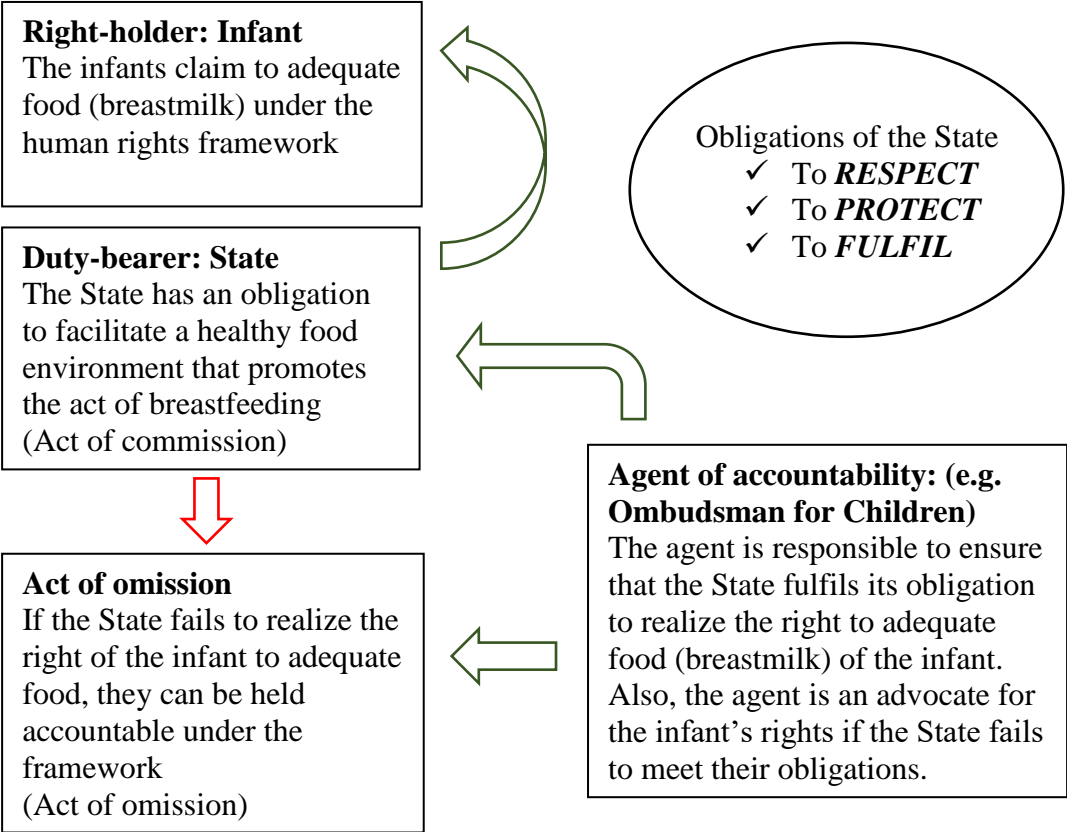 Right-holder: Infant
The infants claim to adequate
food (breastmilk) under the
human rights framework
Obligations of the State
✓ To RESPECT
✓ To PROTECT
✓ To FULFIL
Duty-bearer: State
The State has an obligation
to facilitate a healthy food
environment that promotes
the act of breastfeeding
(Act of commission)
Agent of accountability: (e.g.
Ombudsman for Children)
The agent is responsible to ensure
that the State fulfils its obligation
to realize the right to adequate
food (breastmilk) of the infant.
Also, the agent is an advocate for
the infant’s rights if the State fails
to meet their obligations.
Act of omission
If the State fails to realize the
right of the infant to adequate
food, they can be held
accountable under the
framework
(Act of omission)